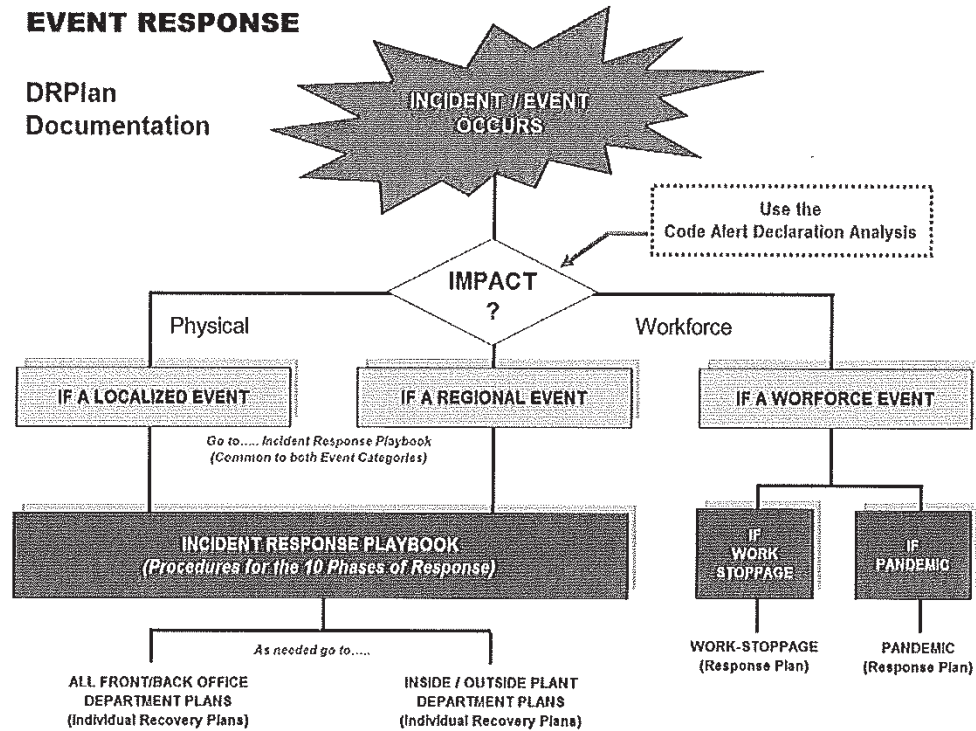 EVENT RESPONSE
DRPlan
Documentation
INCIDENT / EVENT
OCCURS
Use the
Code Alert Declaration Analysis
IMPACT
?
Physical
Workforce
IF A LOCALIZED EVENT
IF A REGIONAL EVENT
IF A WORFORCE EVENT
Go to..... Incident Response Playbook
(Common to both Event Categories)
INCIDENT RESPONSE PLAYBOOK
(Procedures for the 10 Phases of Response)
IF
WORK
STOPPAGE
IF
PANDEMIC
As needed go to.....
WORK-STOPPAGE
(Response Plan)
PANDEMIC
(Response Plan)
ALL FRONT/BACK OFFICE
DEPARTMENT PLANS
(Individual Recovery Plans)
INSIDE / OUTSIDE PLANT
DEPARTMENT PLANS
(Individual Recovery Plans)